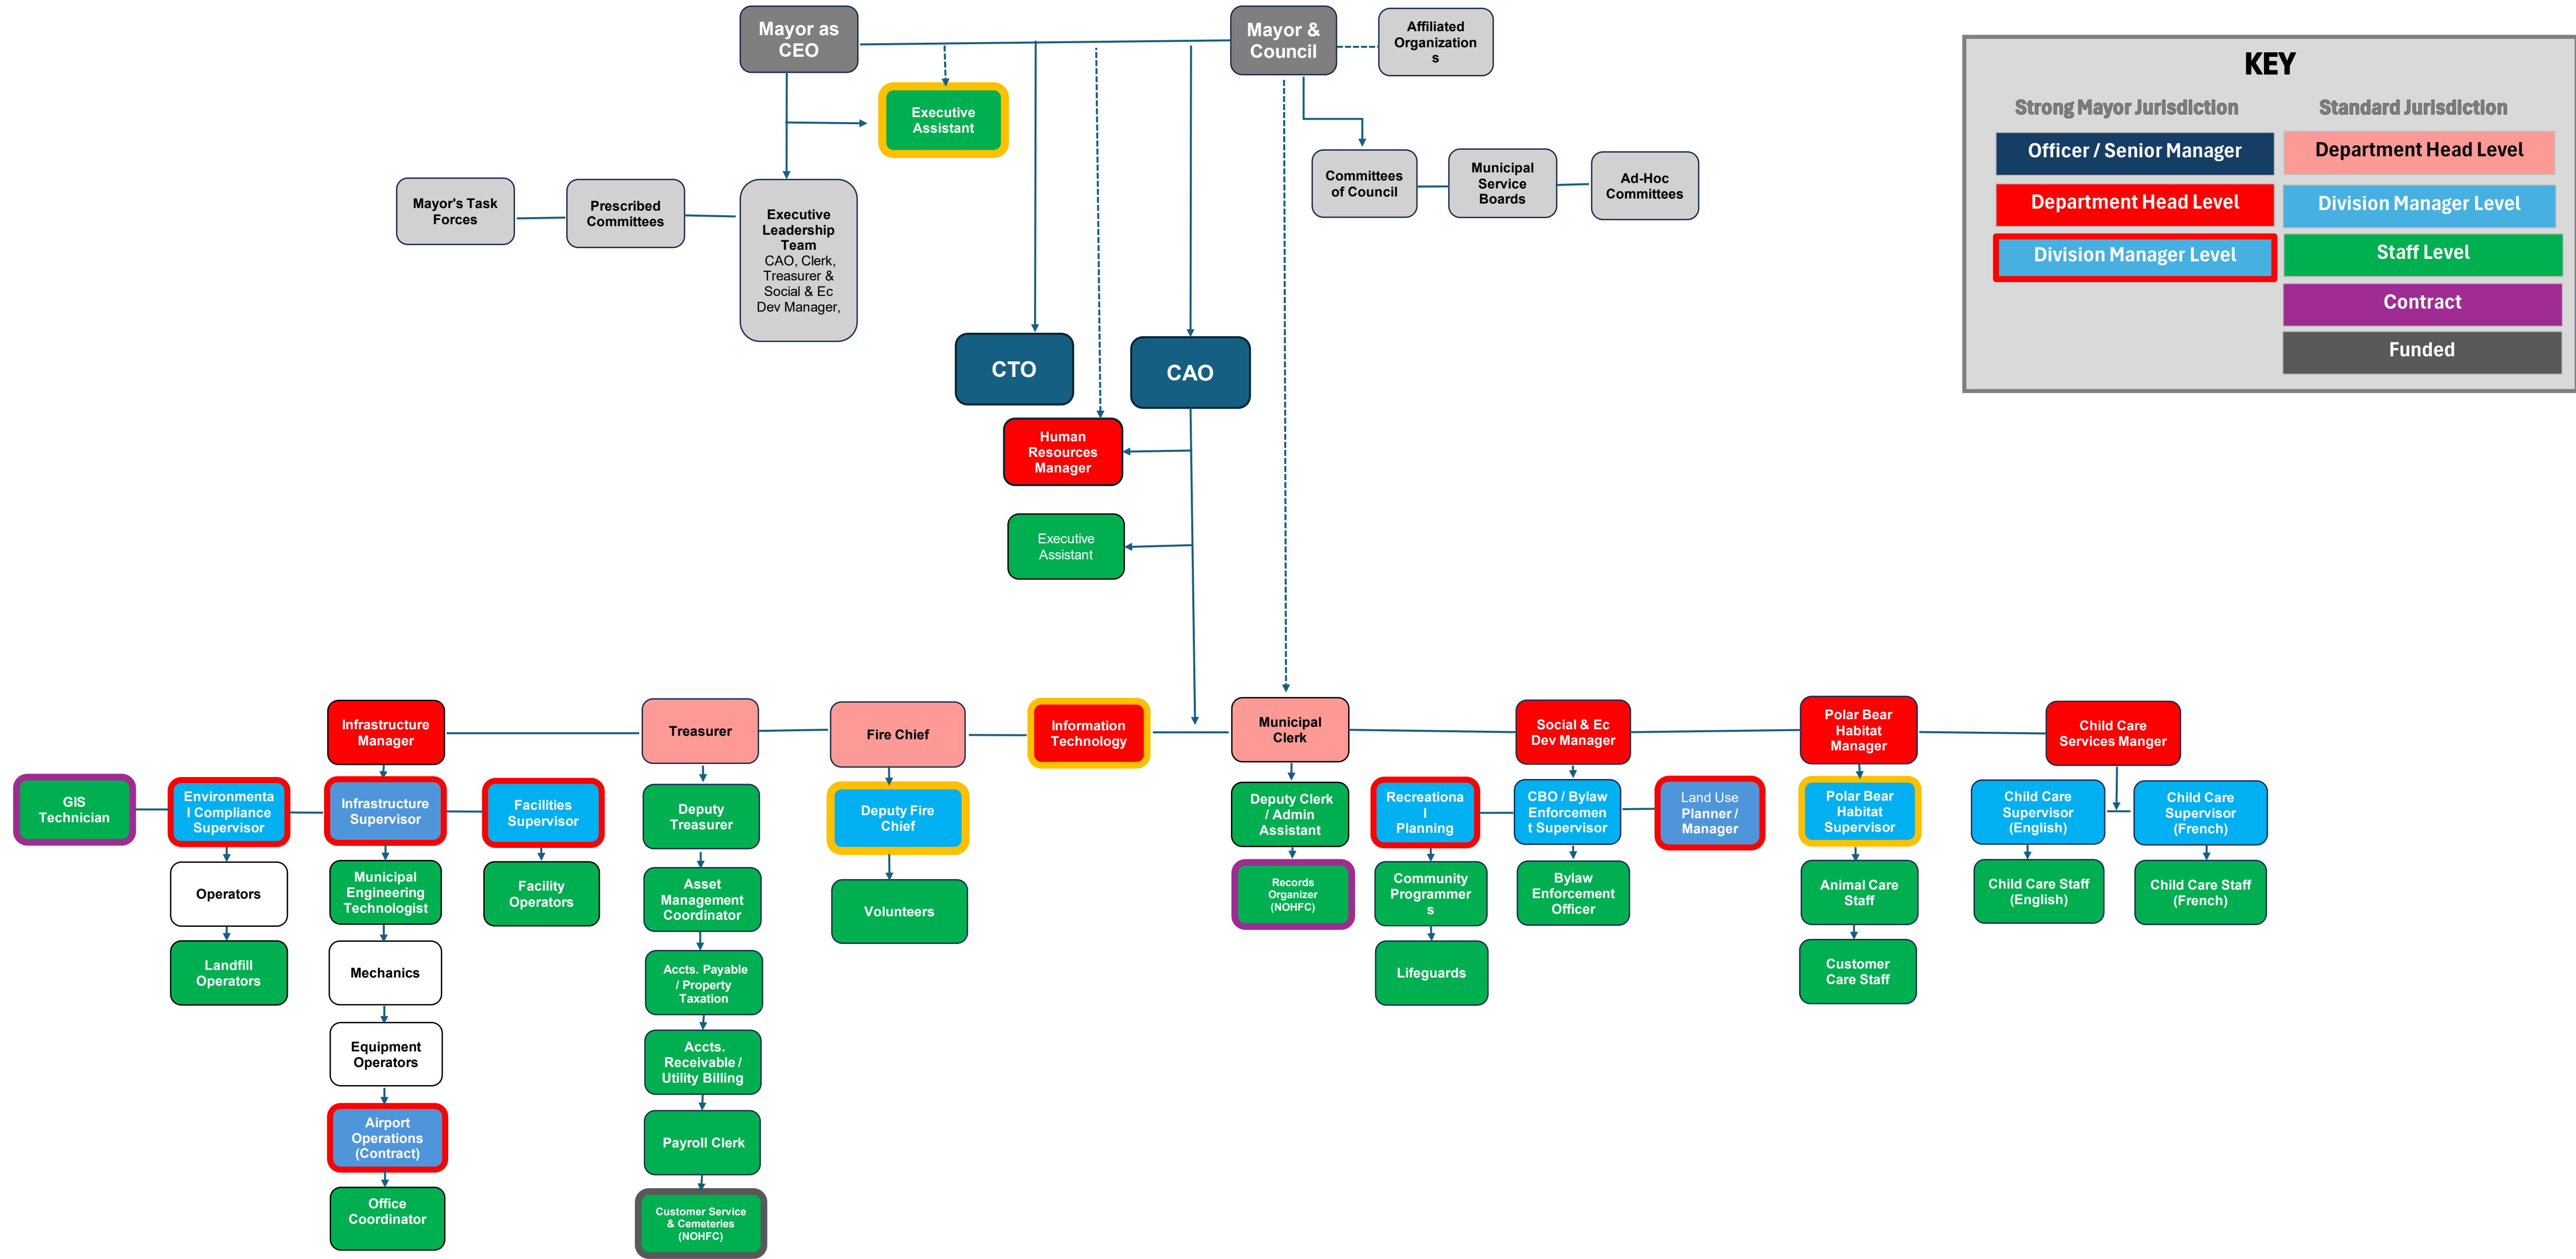 Mayor as
CEO
Mayor &
Council
Affiliated
Organization
s
KEY
Strong Mayor Jurisdiction
Standard Jurisdiction
Officer / Senior Manager
Department Head Level
Department Head Level
Division Manager Level
Division Manager Level
Staff Level
Contract
Funded
Executive
Assistant
Mayor's Task
Forces
Prescribed
Committees
Executive
Leadership
Team
CAO, Clerk,
Treasurer &
Social & Ec
Dev Manager,
Committees
of Council
Municipal
Service
Boards
Ad-Hoc
Committees
CTO
CAO
Human
Resources
Manager
Executive
Assistant
Infrastructure
Manager
Treasurer
Fire Chief
Information
Technology
Municipal
Clerk
Social & Ec
Dev Manager
Polar Bear
Habitat
Manager
Child Care
Services Manger
GIS
Technician
Environmenta
l Compliance
Supervisor
Infrastructure
Supervisor
Facilities
Supervisor
Deputy
Treasurer
Deputy Fire
Chief
Deputy Clerk
/ Admin
Assistant
Recreationa
l
Planning
CBO / Bylaw
Enforcemen
t Supervisor
Land Use
Planner /
Manager
Polar Bear
Habitat
Supervisor
Child Care
Supervisor
(English)
Child Care
Supervisor
(French)
Operators
Municipal
Engineering
Technologist
Facility
Operators
Asset
Management
Coordinator
Volunteers
Records
Organizer
(NOHFC)
Community
Programmer
s
Bylaw
Enforcement
Officer
Animal Care
Staff
Child Care Staff
(English)
Child Care Staff
(French)
Landfill
Operators
Mechanics
Accts. Payable
/ Property
Taxation
Lifeguards
Customer
Care Staff
Equipment
Operators
Accts.
Receivable /
Utility Billing
Airport
Operations
(Contract)
Payroll Clerk
Office
Coordinator
Customer Service
& Cemeteries
(NOHFC)